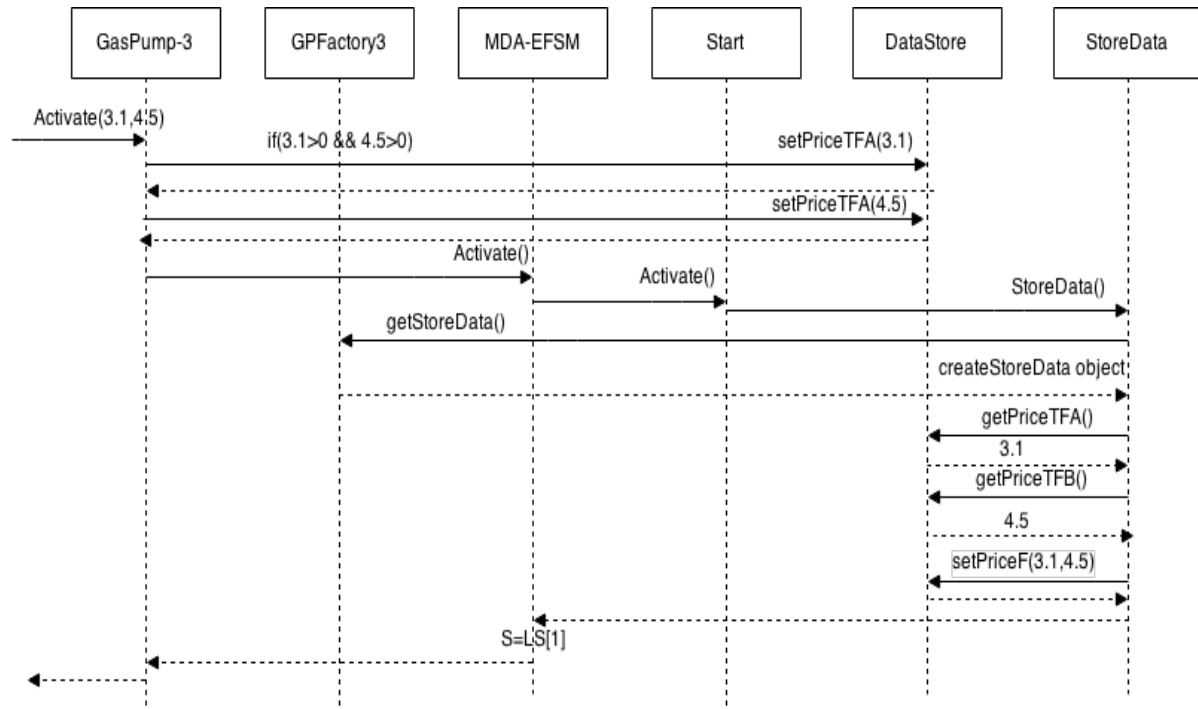 GasPump-3
GPFactory3
MDA-EFSM
Start
DataStore
StoreData
Activate(3.1,4.5)
if(3.1>0 && 4.5>0)
setPriceTFA(3.1)
setPriceTFA(4.5)
Activate()
Activate()
StoreData()
getStoreData()
createStoreData object
getPriceTFA()
3.1
getPriceTFB()
4.5
setPriceF(3.1,4.5)
S=LS[1]